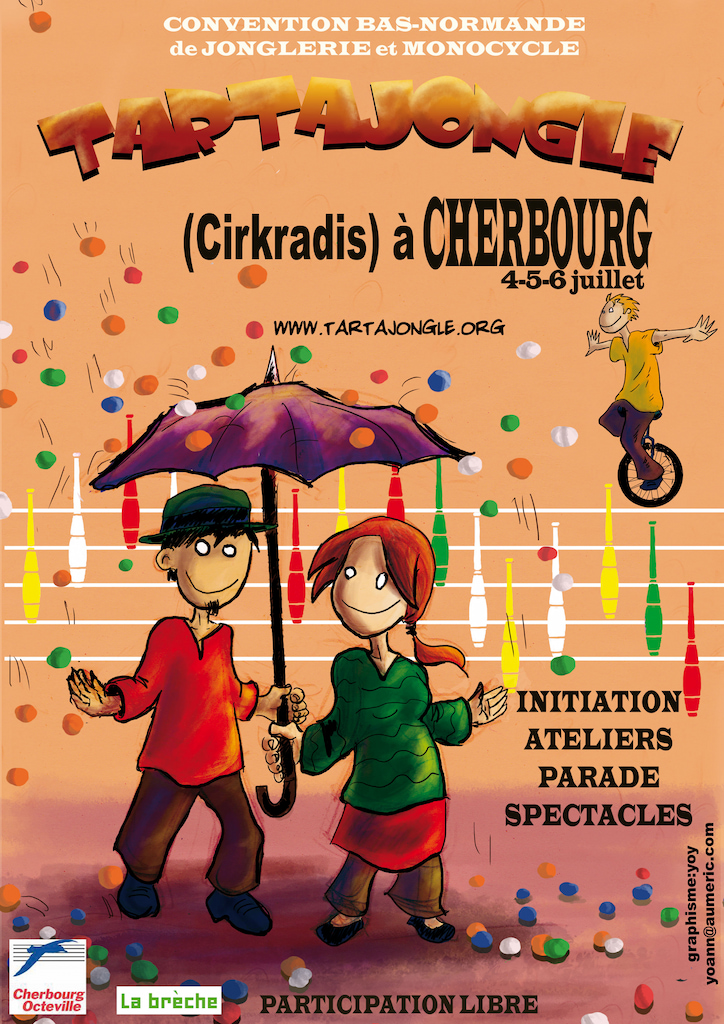 CONVENTION BAS-NORMANDE
de JONGLERIE et MONOCYCLE
TARTAJONGLE
(Cirkradis) à CHERBOURG
4-5-6 juillet
WWW.TARTAJONGLE.ORG
INITIATION
ATELIERS
PARADE
SPECTACLES
graphisme:yoy
yoann@aumeric.com
Cherbourg
Octeville
La brèche
PARTICIPATION LIBRE